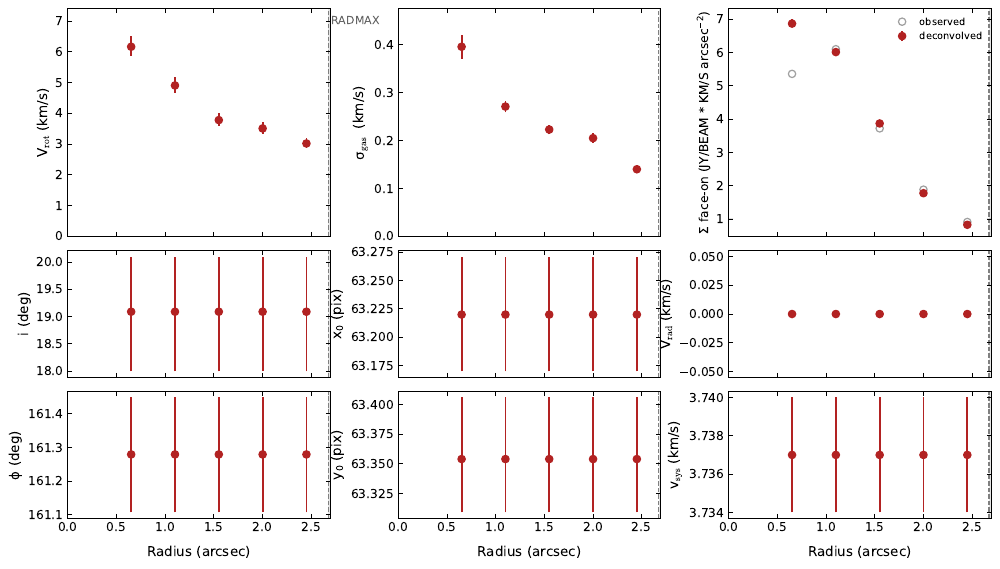 7
6
5
4
3
2
1
0
V_rot (km/s)
RADMAX
0.4
0.3
0.2
0.1
0.0
σ_gas (km/s)
7
6
5
4
3
2
1
Σ face-on (JY/BEAM * KM/S arcsec⁻²)
observed
deconvolved
20.0
19.5
19.0
18.5
18.0
i (deg)
63.275
63.250
63.225
63.200
63.175
x₀ (pix)
0.050
0.025
0.000
−0.025
−0.050
V_rad (km/s)
161.4
161.3
161.2
161.1
ϕ (deg)
0.0 0.5 1.0 1.5 2.0 2.5
Radius (arcsec)
63.400
63.375
63.350
63.325
y₀ (pix)
0.0 0.5 1.0 1.5 2.0 2.5
Radius (arcsec)
3.740
3.738
3.736
3.734
v_sys (km/s)
0.0 0.5 1.0 1.5 2.0 2.5
Radius (arcsec)